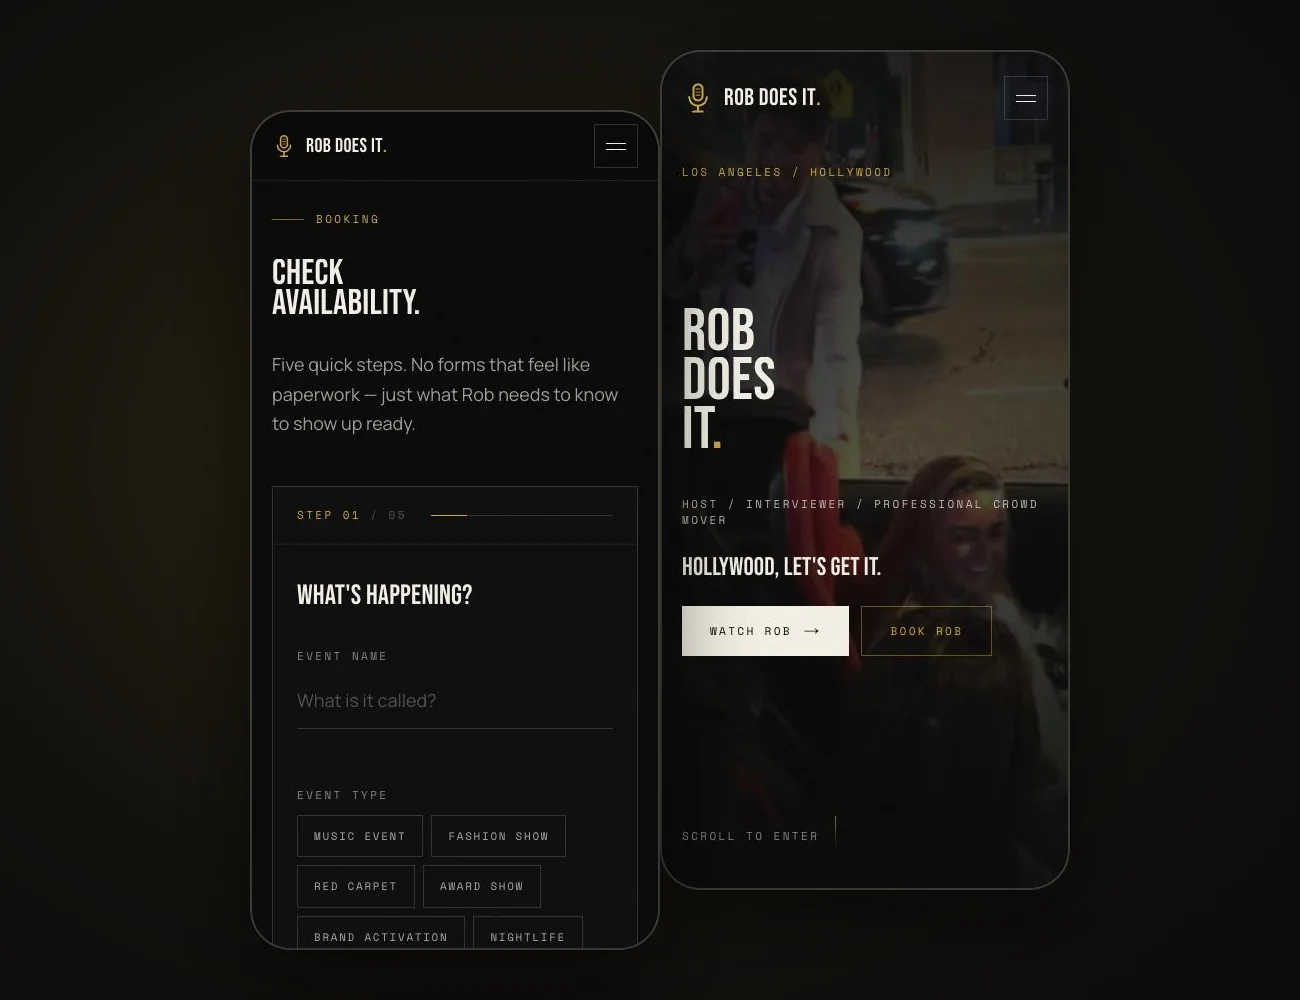 ROB DOES IT.
BOOKING
CHECK
AVAILABILITY.
Five quick steps. No forms that feel like
paperwork — just what Rob needs to know
to show up ready.
STEP 01 / 05
WHAT'S HAPPENING?
EVENT NAME
What is it called?
EVENT TYPE
MUSIC EVENT
FASHION SHOW
RED CARPET
AWARD SHOW
BRAND ACTIVATION
NIGHTLIFE
ROB DOES IT.
LOS ANGELES / HOLLYWOOD
ROB
DOES
IT.
HOST / INTERVIEWER / PROFESSIONAL CROWD
MOVER
HOLLYWOOD, LET'S GET IT.
WATCH ROB →
BOOK ROB
SCROLL TO ENTER